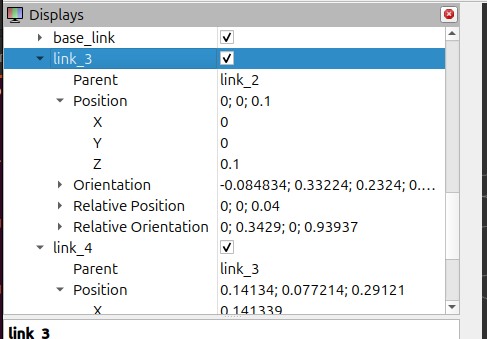 Displays
base_link
link_3
Parent link_2
Position 0; 0; 0.1
X 0
Y 0
Z 0.1
Orientation -0.084834; 0.33224; 0.2324; 0.…
Relative Position 0; 0; 0.04
Relative Orientation 0; 0.3429; 0; 0.93937
link_4
Parent link_3
Position 0.14134; 0.077214; 0.29121
X 0.141339
link_3